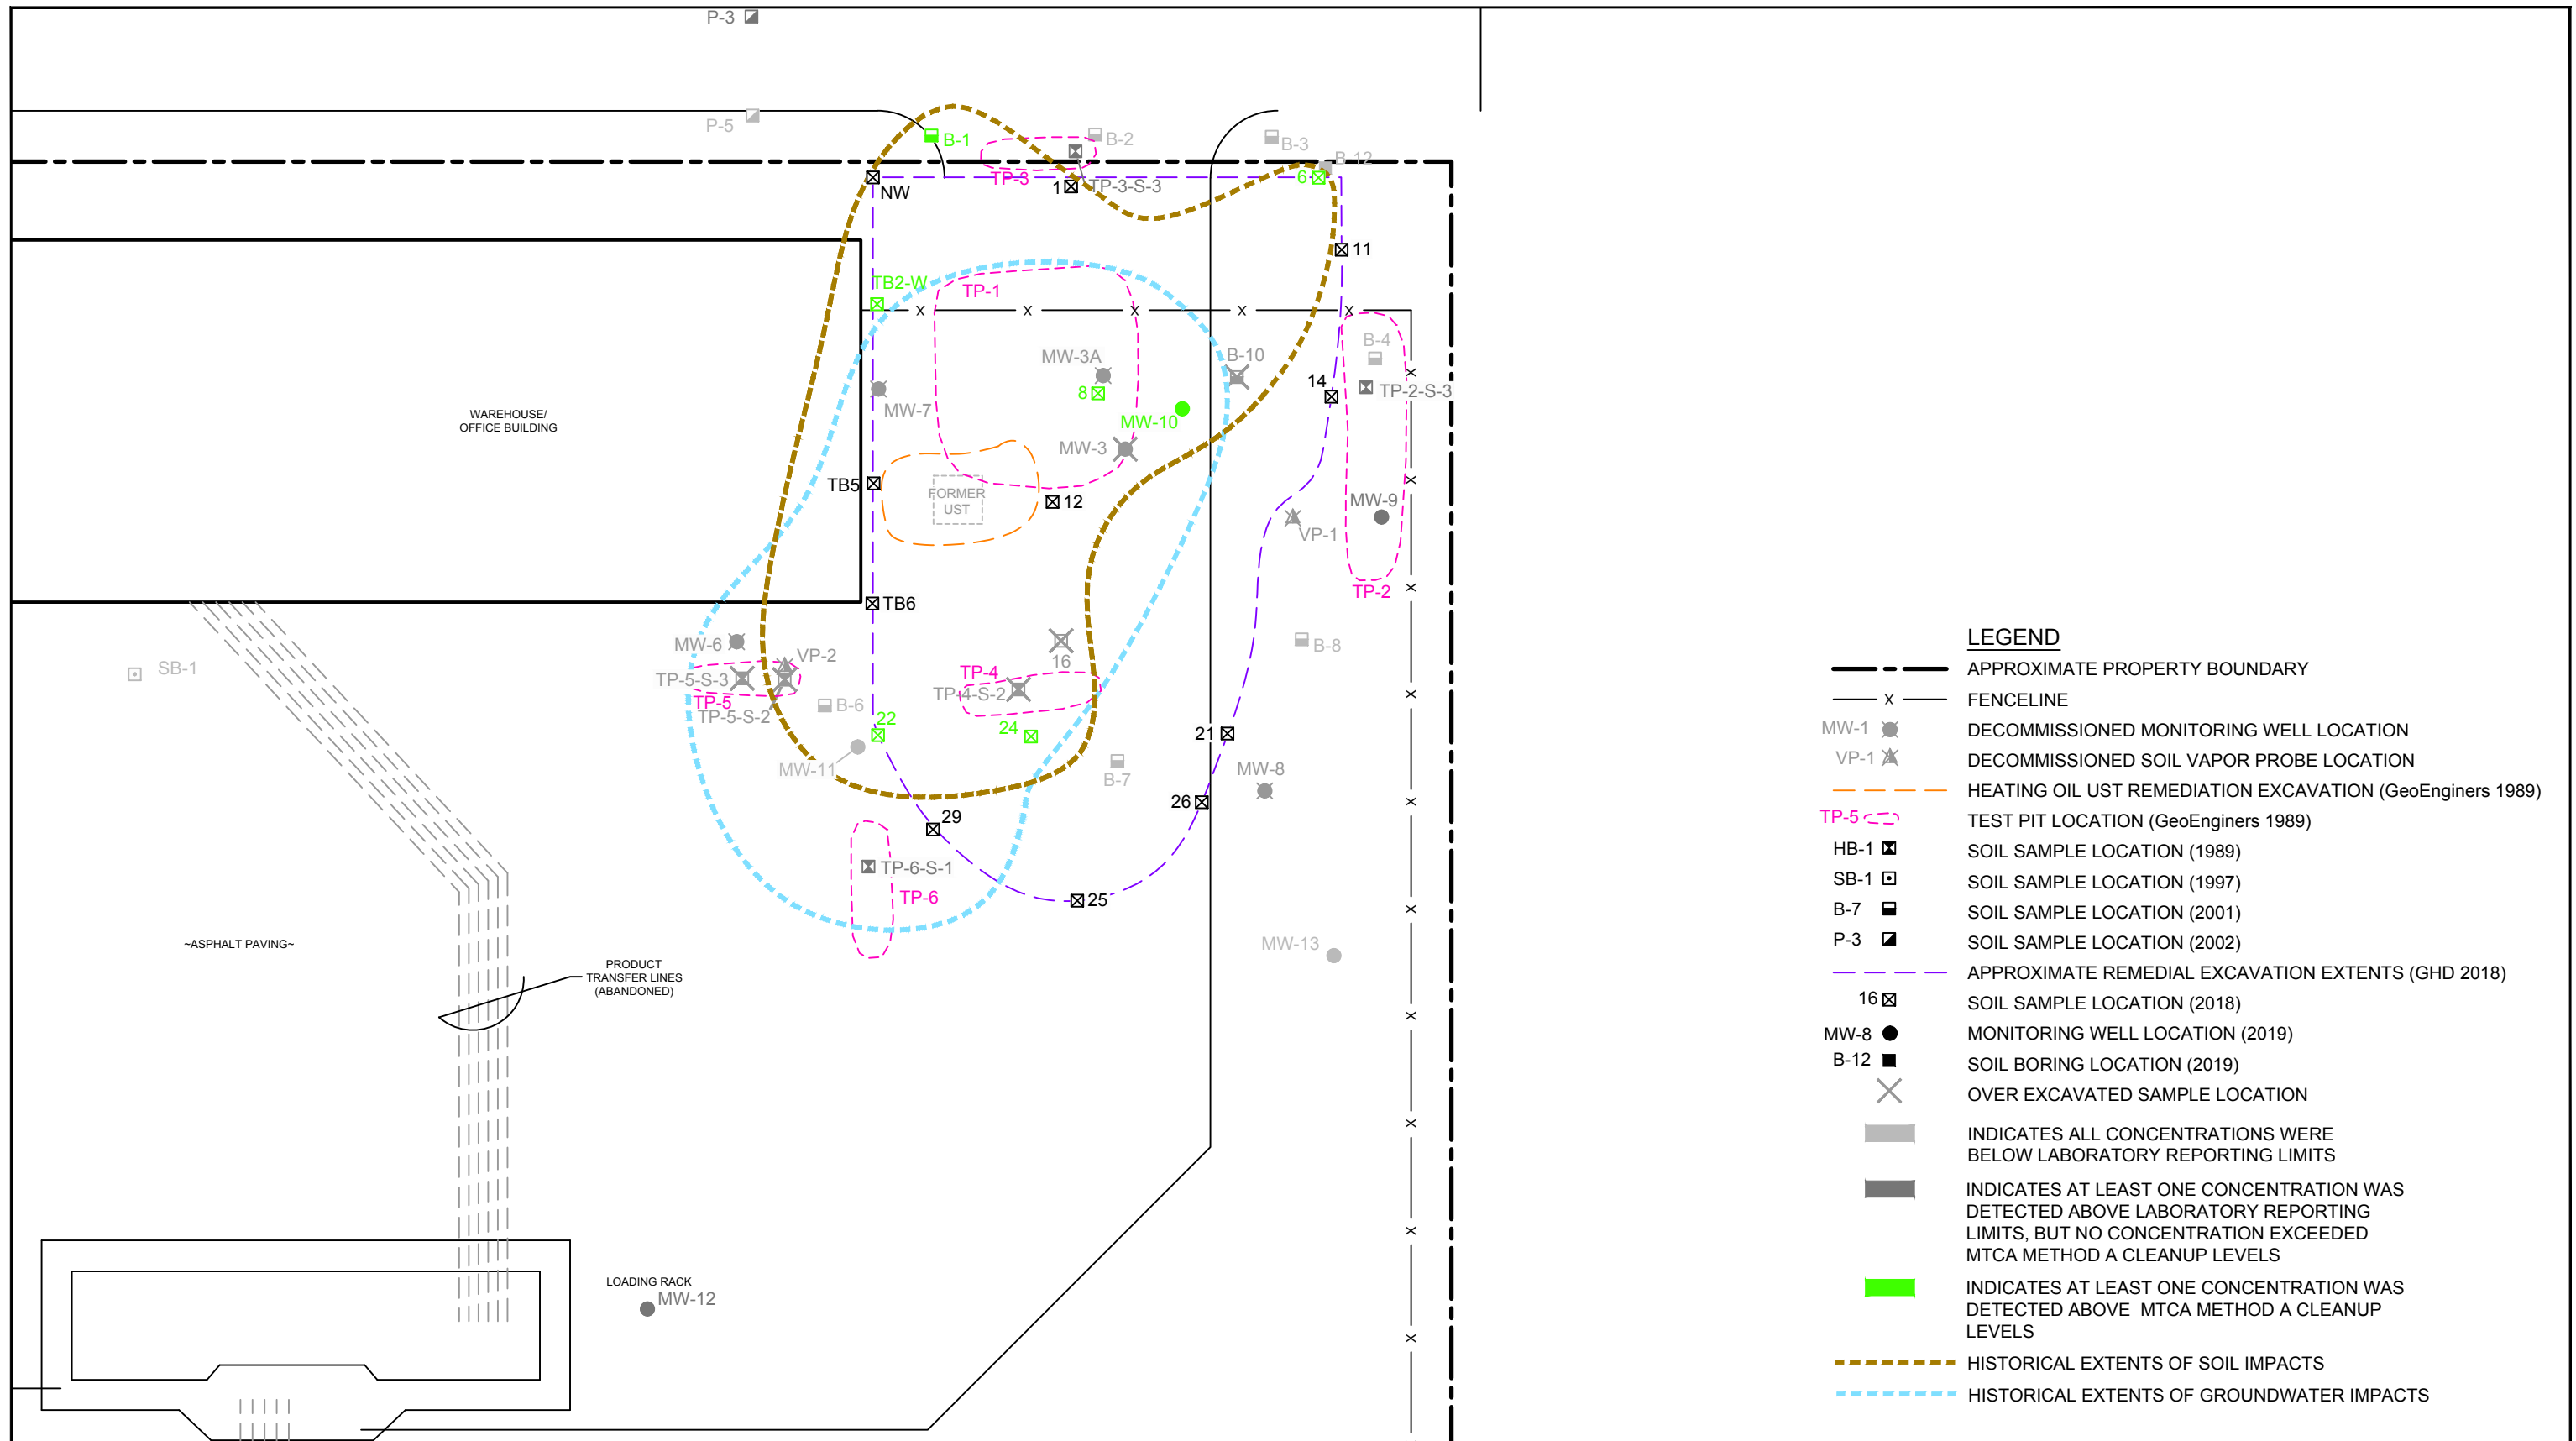 P-3
P-5
B-1
B-2
B-3
B-12
TP-3
1
TP-3-S-3
6
NW
11
TB2-W
TP-1
X X X X X
B-4
MW-3A
B-10
X
14
TP-2-S-3
8
MW-7
MW-10
WAREHOUSE/
OFFICE BUILDING
MW-3
TB5
FORMER
UST
12
X
MW-9
VP-1
TP-2
X
TB6
MW-6
VP-2
16
B-8
SB-1
TP-5-S-3
TP-4
TP-4-S-2
X
TP-5
TP-5-S-2
B-6
22
24
21
MW-11
B-7
MW-8
26
X
29
TP-6-S-1
TP-6
25
X
~ASPHALT PAVING~
MW-13
PRODUCT
TRANSFER LINES
(ABANDONED)
X
X
X
LOADING RACK
MW-12
X
LEGEND
APPROXIMATE PROPERTY BOUNDARY
X FENCELINE
MW-1 DECOMMISSIONED MONITORING WELL LOCATION
VP-1 DECOMMISSIONED SOIL VAPOR PROBE LOCATION
HEATING OIL UST REMEDIATION EXCAVATION (GeoEnginers 1989)
TP-5 TEST PIT LOCATION (GeoEnginers 1989)
HB-1 SOIL SAMPLE LOCATION (1989)
SB-1 SOIL SAMPLE LOCATION (1997)
B-7 SOIL SAMPLE LOCATION (2001)
P-3 SOIL SAMPLE LOCATION (2002)
APPROXIMATE REMEDIAL EXCAVATION EXTENTS (GHD 2018)
16 SOIL SAMPLE LOCATION (2018)
MW-8 MONITORING WELL LOCATION (2019)
B-12 SOIL BORING LOCATION (2019)
OVER EXCAVATED SAMPLE LOCATION
INDICATES ALL CONCENTRATIONS WERE
BELOW LABORATORY REPORTING LIMITS
INDICATES AT LEAST ONE CONCENTRATION WAS
DETECTED ABOVE LABORATORY REPORTING
LIMITS, BUT NO CONCENTRATION EXCEEDED
MTCA METHOD A CLEANUP LEVELS
INDICATES AT LEAST ONE CONCENTRATION WAS
DETECTED ABOVE MTCA METHOD A CLEANUP
LEVELS
HISTORICAL EXTENTS OF SOIL IMPACTS
HISTORICAL EXTENTS OF GROUNDWATER IMPACTS